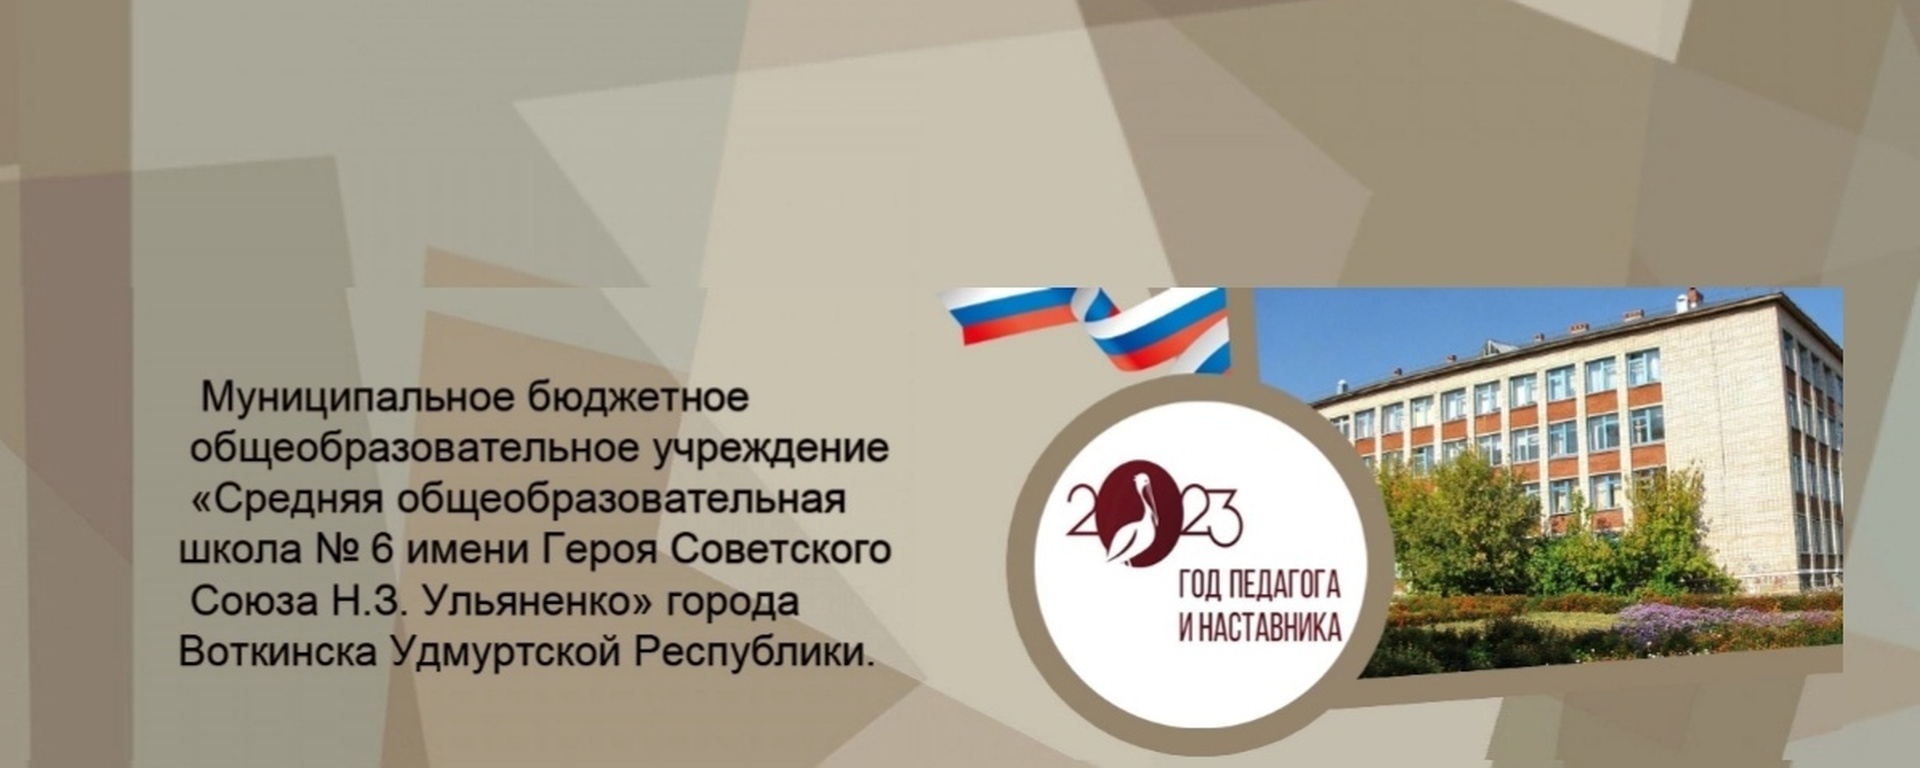 Муниципальное бюджетное
общеобразовательное учреждение
«Средняя общеобразовательная
школа № 6 имени Героя Советского
Союза Н.З. Ульяненко» города
Воткинска Удмуртской Республики.
2023
ГОД ПЕДАГОГА
И НАСТАВНИКА